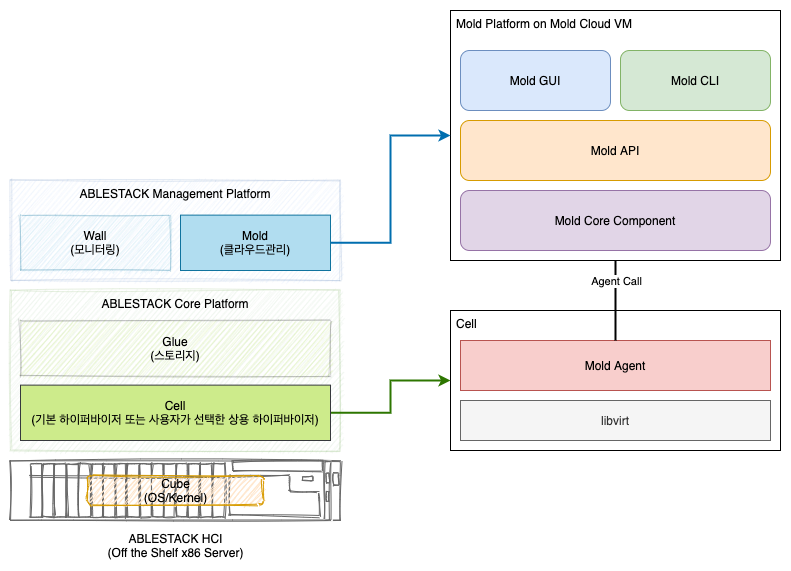 Mold Platform on Mold Cloud VM
Mold GUI
Mold CLI
Mold API
Mold Core Component
ABLESTACK Management Platform
Wall
(모니터링)
Mold
(클라우드관리)
Agent Call
ABLESTACK Core Platform
Glue
(스토리지)
Cell
(기본 하이퍼바이저 또는 사용자가 선택한 상용 하이퍼바이저)
Cell
Mold Agent
libvirt
Cube
(OS/Kernel)
ABLESTACK HCI
(Off the Shelf x86 Server)